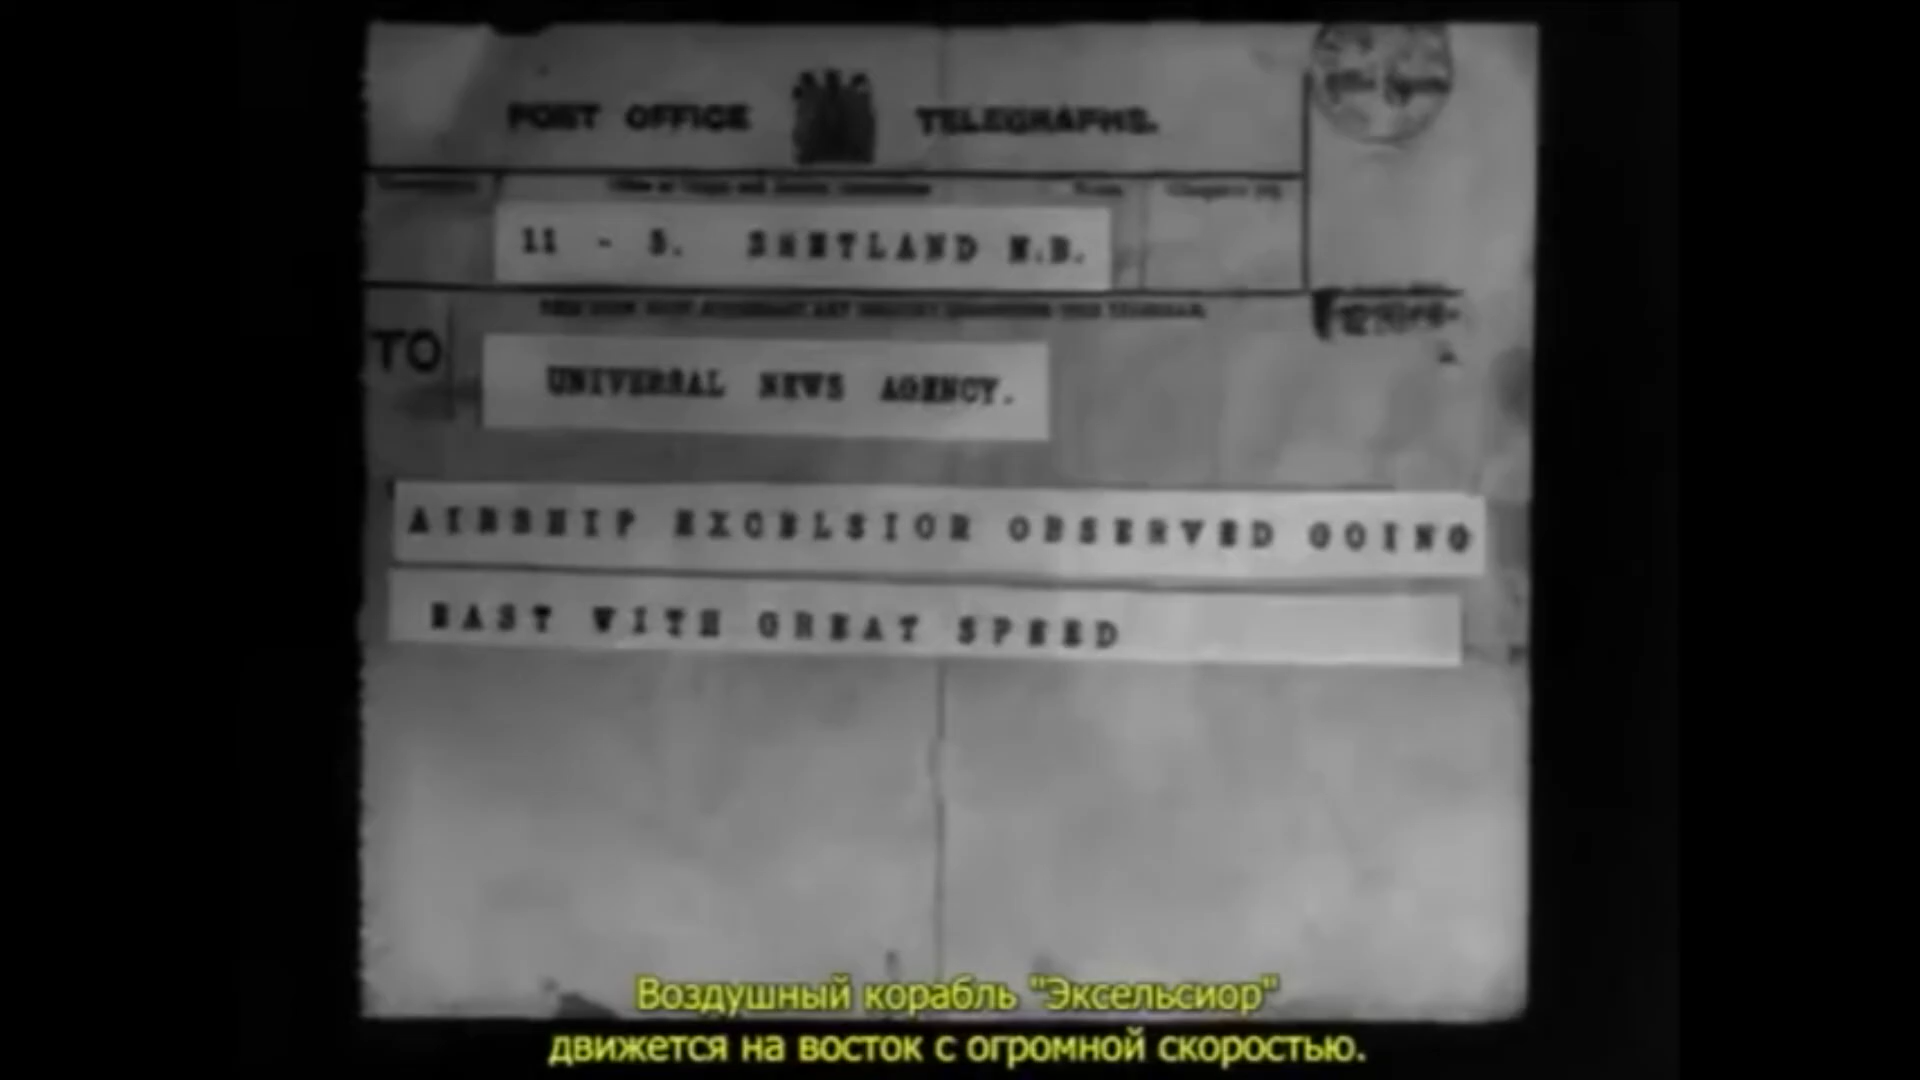 POST OFFICE TELEGRAPHS.
11 - 5. SHETLAND N.B.
TO
UNIVERSAL NEWS AGENCY.
AIRSHIP EXCELSIOR OBSERVED GOING
EAST WITH GREAT SPEED
Воздушный корабль "Эксельсиор"
движется на восток с огромной скоростью.